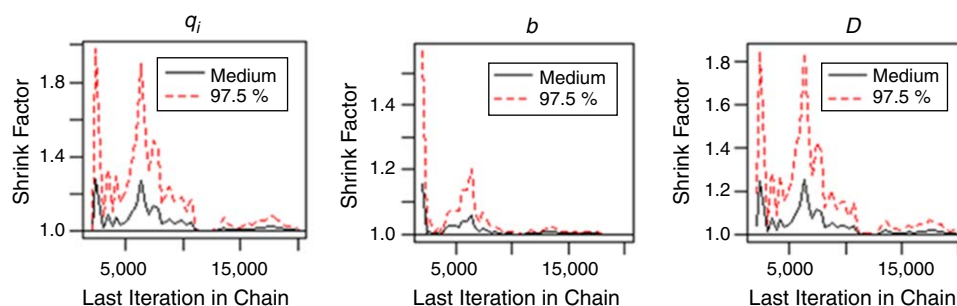 q_i
b
D
Shrink Factor
1.8
1.4
1.0
Medium
97.5 %
5,000
15,000
Last Iteration in Chain
Shrink Factor
1.4
1.2
1.0
Medium
97.5 %
5,000
15,000
Last Iteration in Chain
Shrink Factor
1.8
1.6
1.4
1.2
1.0
Medium
97.5 %
5,000
15,000
Last Iteration in Chain